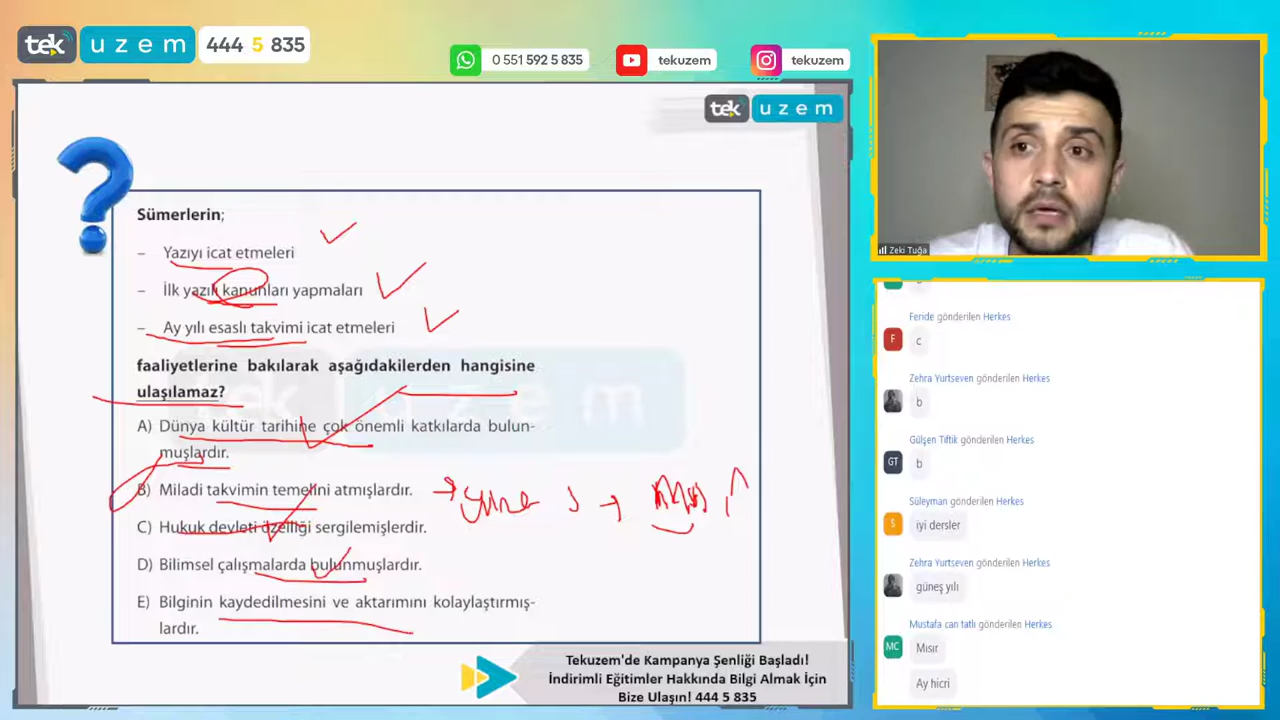 tek
uzem
444 5 835
0 551 592 5 835
tekuzem
tekuzem
tek uzem
Sümerlerin;
– Yazıyı icat etmeleri
– İlk yazılı kanunları yapmaları
– Ay yılı esaslı takvimi icat etmeleri
faaliyetlerine bakılarak aşağıdakilerden hangisine
ulaşılamaz?
A) Dünya kültür tarihine çok önemli katkılarda bulun-
muşlardır.
B) Miladi takvimin temelini atmışlardır.
C) Hukuk devleti özelliği sergilemişlerdir.
D) Bilimsel çalışmalarda bulunmuşlardır.
E) Bilginin kaydedilmesini ve aktarımını kolaylaştırmış-
lardır.
Tekuzem'de Kampanya Şenliği Başladı!
İndirimli Eğitimler Hakkında Bilgi Almak İçin
Bize Ulaşın! 444 5 835
Zeki Tuğa
Feride gönderilen Herkes
F
c
Zehra Yurtseven gönderilen Herkes
b
Gülşen Tiftik gönderilen Herkes
GT
b
Süleyman gönderilen Herkes
S
iyi dersler
Zehra Yurtseven gönderilen Herkes
güneş yılı
Mustafa can tatlı gönderilen Herkes
MC
Mısır
Ay hicri